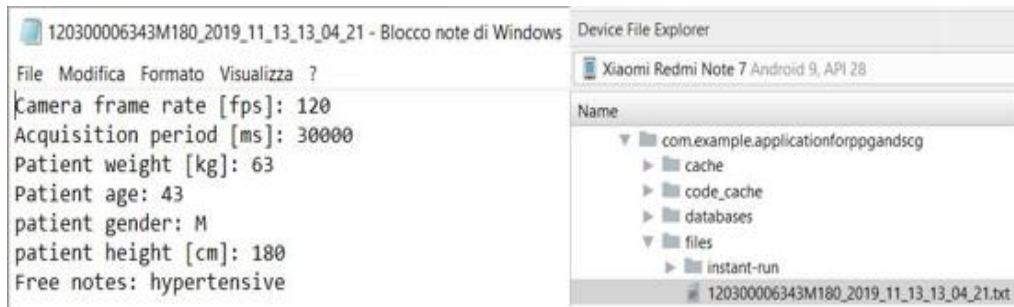 120300006343M180_2019_11_13_13_04_21 - Blocco note di Windows
File Modifica Formato Visualizza ?
Camera frame rate [fps]: 120
Acquisition period [ms]: 30000
Patient weight [kg]: 63
Patient age: 43
patient gender: M
patient height [cm]: 180
Free notes: hypertensive
Device File Explorer
Xiaomi Redmi Note 7 Android 9, API 28
Name
com.example.applicationforppgandscg
cache
code_cache
databases
files
instant-run
120300006343M180_2019_11_13_13_04_21.txt